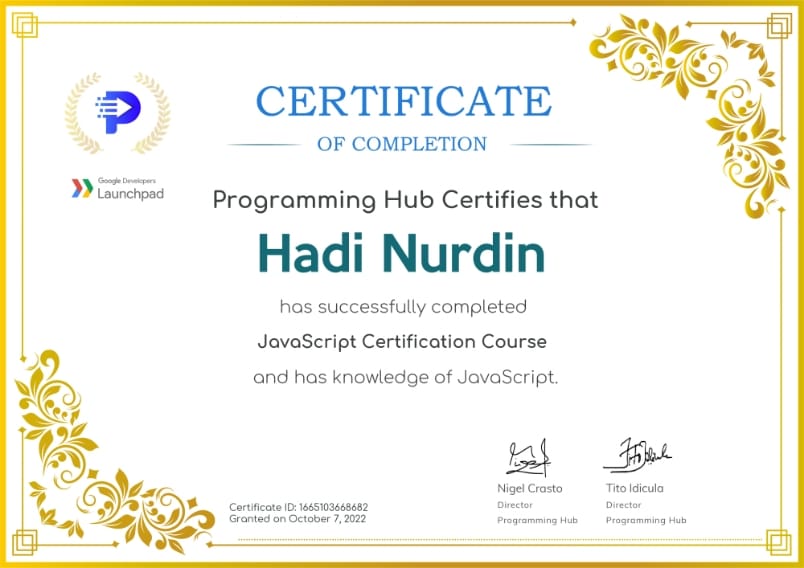 CERTIFICATE
OF COMPLETION
Google Developers
Launchpad
Programming Hub Certifies that
Hadi Nurdin
has successfully completed
JavaScript Certification Course
and has knowledge of JavaScript.
Nigel Crasto
Director
Programming Hub
Tito Idicula
Director
Programming Hub
Certificate ID: 1665103668682
Granted on October 7, 2022